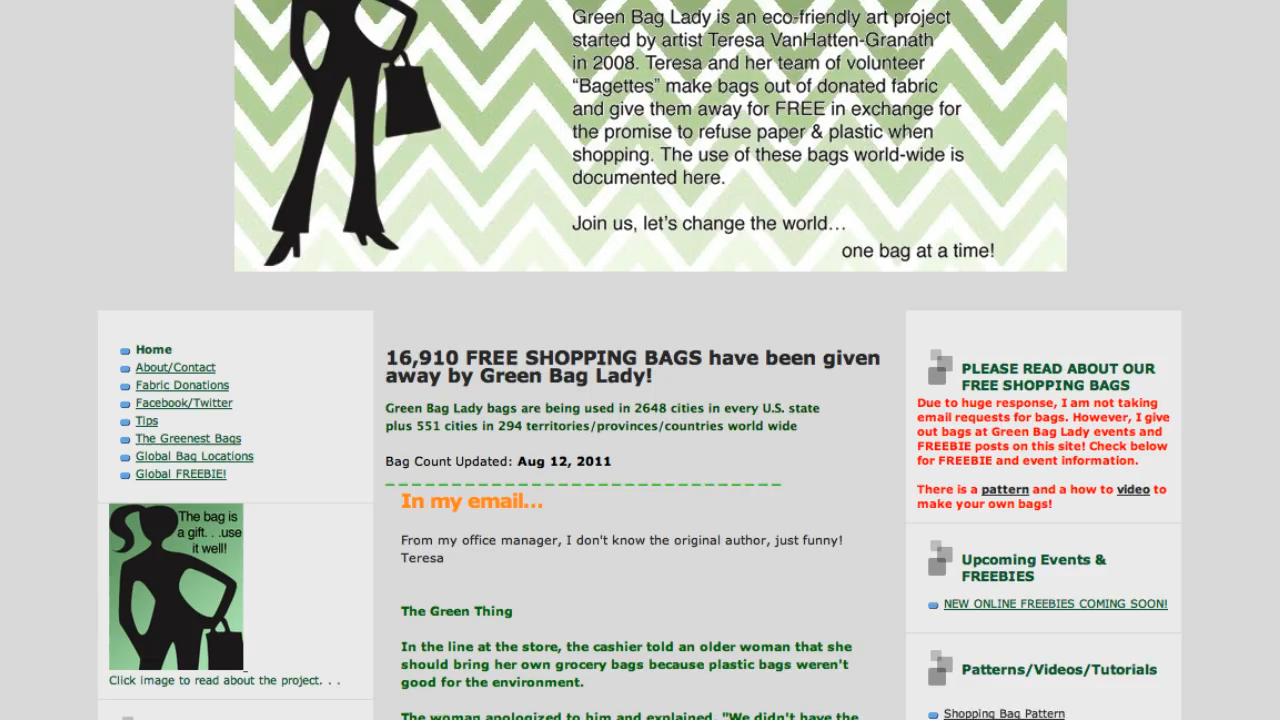 Green Bag Lady is an eco-friendly art project
started by artist Teresa VanHatten-Granath
in 2008. Teresa and her team of volunteer
“Bagettes” make bags out of donated fabric
and give them away for FREE in exchange for
the promise to refuse paper & plastic when
shopping. The use of these bags world-wide is
documented here.
Join us, let’s change the world…
one bag at a time!
Home
About/Contact
Fabric Donations
Facebook/Twitter
Tips
The Greenest Bags
Global Bag Locations
Global FREEBIE!
The bag is
a gift. . .use
it well!
Click image to read about the project. . .
16,910 FREE SHOPPING BAGS have been given
away by Green Bag Lady!
Green Bag Lady bags are being used in 2648 cities in every U.S. state
plus 551 cities in 294 territories/provinces/countries world wide
Bag Count Updated: Aug 12, 2011
In my email...
From my office manager, I don't know the original author, just funny!
Teresa
The Green Thing
In the line at the store, the cashier told an older woman that she
should bring her own grocery bags because plastic bags weren't
good for the environment.
The woman apologized to him and explained, "We didn't have the
PLEASE READ ABOUT OUR
FREE SHOPPING BAGS
Due to huge response, I am not taking
email requests for bags. However, I give
out bags at Green Bag Lady events and
FREEBIE posts on this site! Check below
for FREEBIE and event information.
There is a pattern and a how to video to
make your own bags!
Upcoming Events &
FREEBIES
NEW ONLINE FREEBIES COMING SOON!
Patterns/Videos/Tutorials
Shopping Bag Pattern